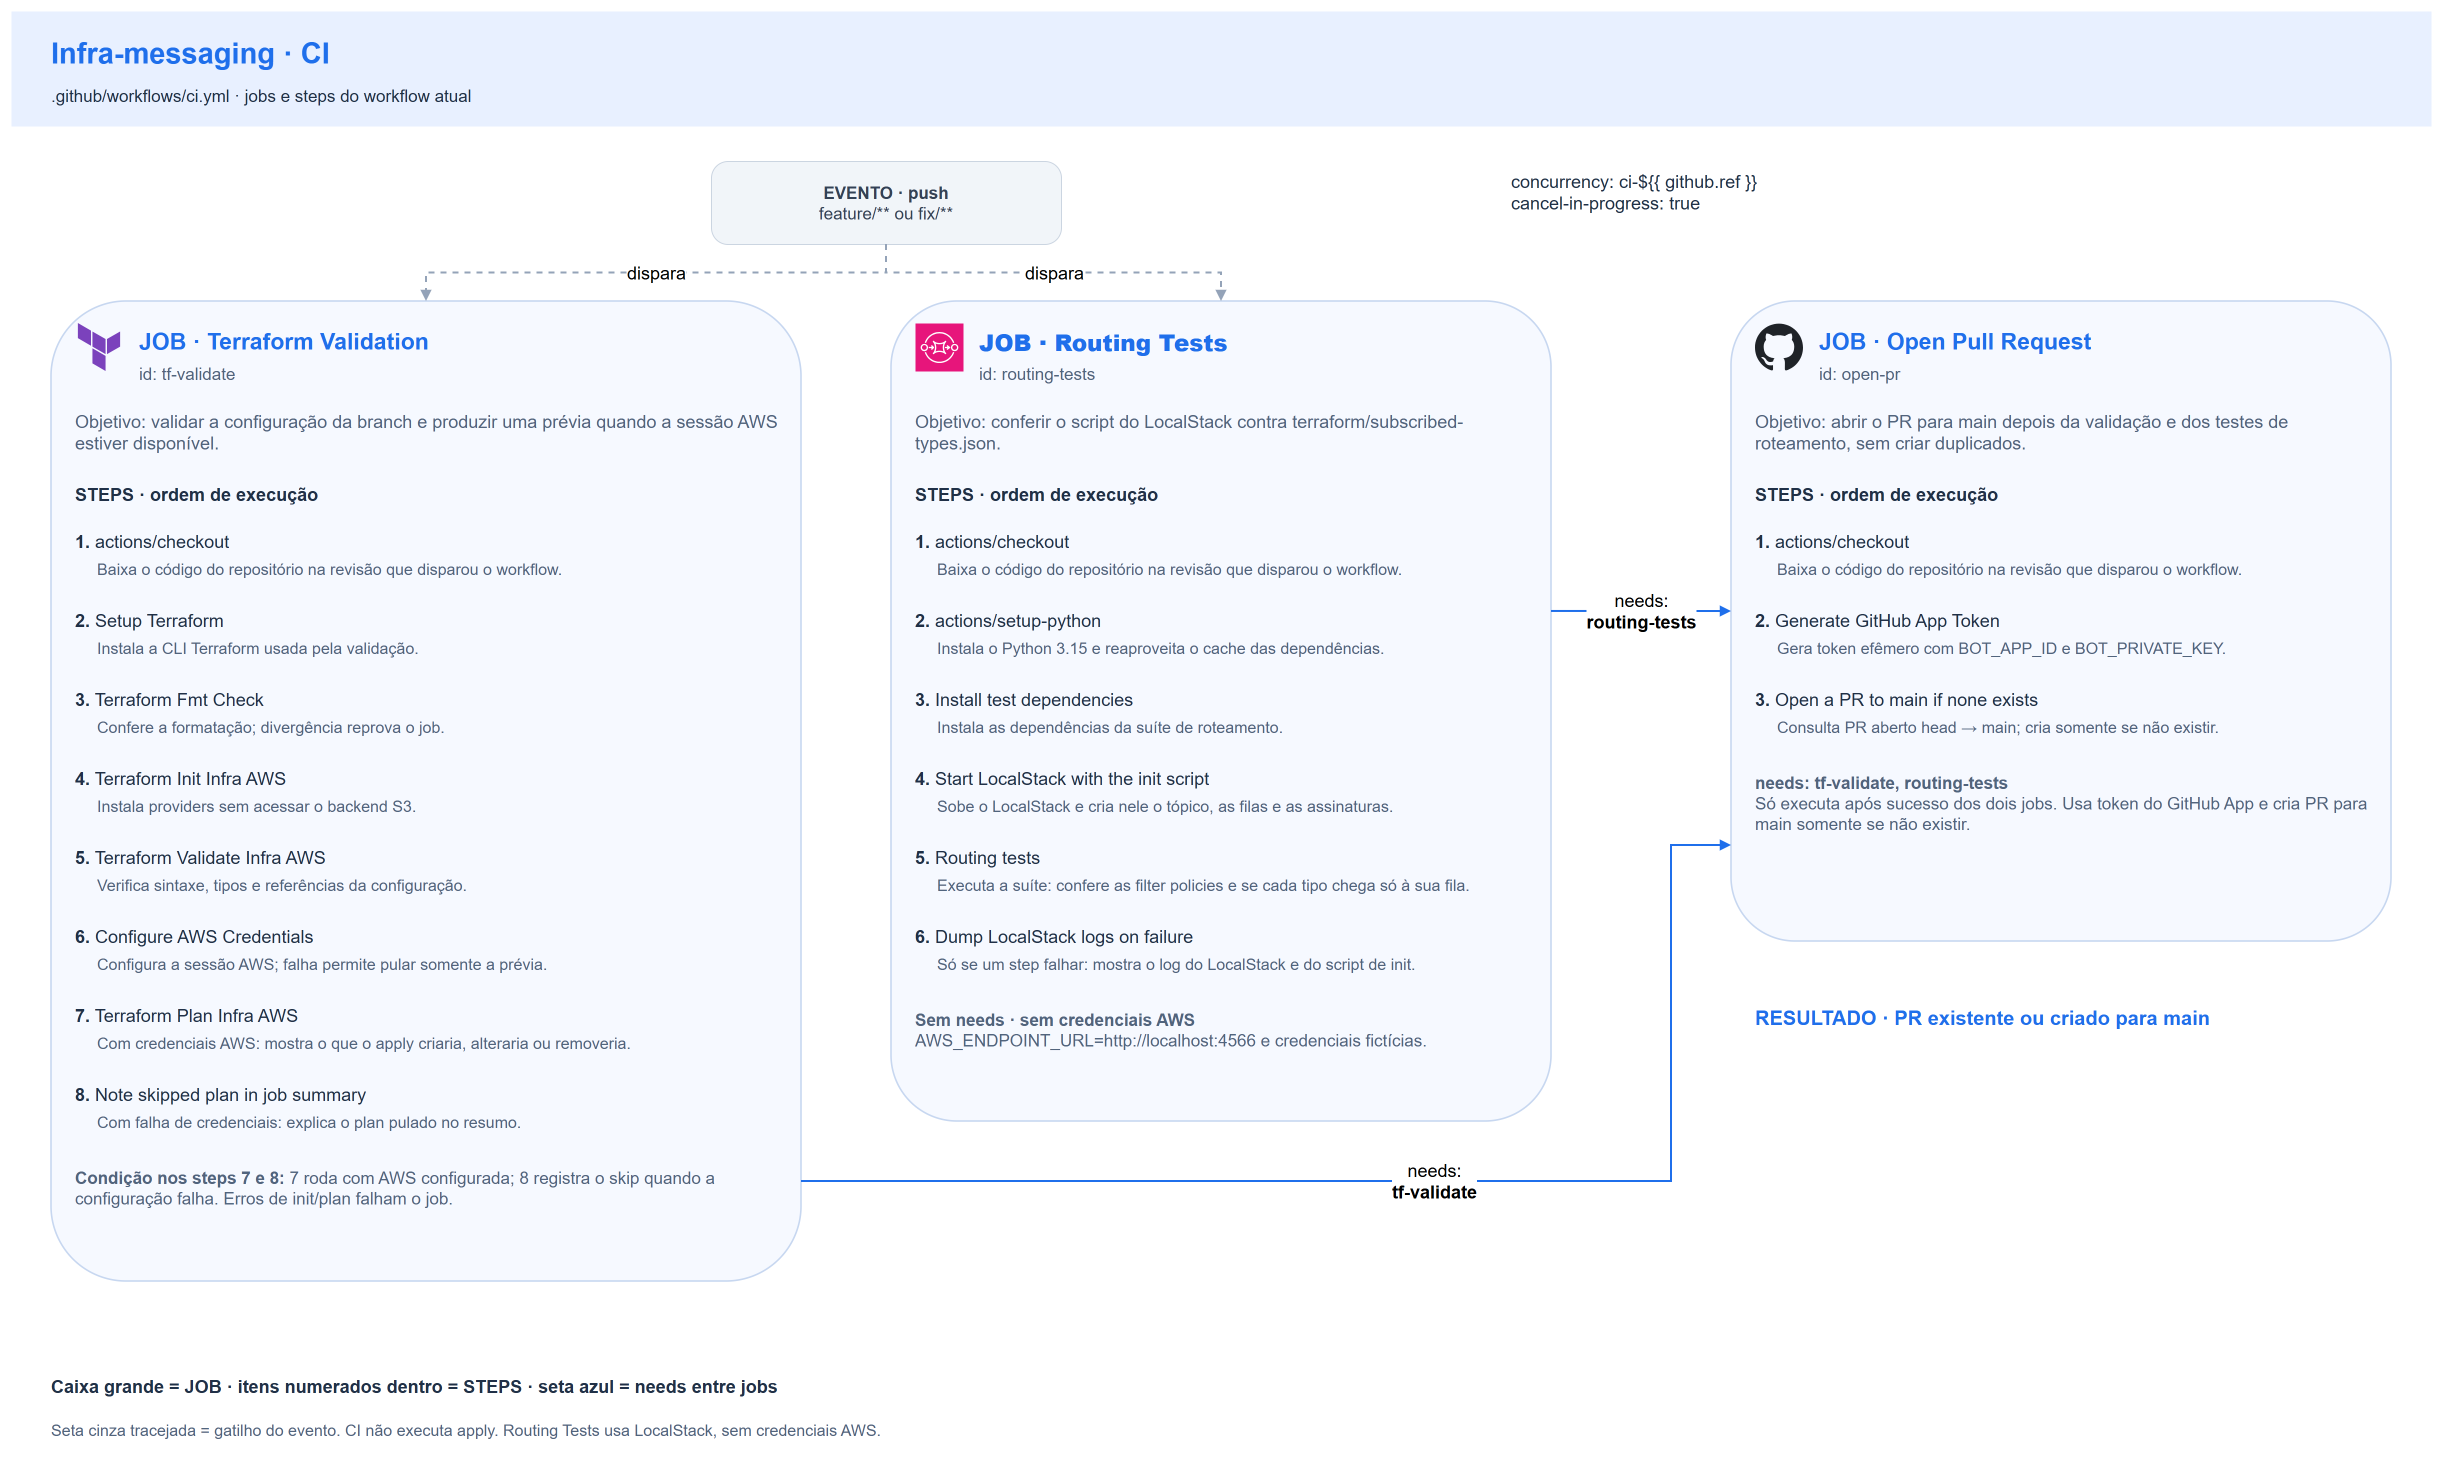 Infra-messaging · CI
.github/workflows/ci.yml · jobs e steps do workflow atual
EVENTO · push
feature/** ou fix/**
concurrency: ci-${{ github.ref }}
cancel-in-progress: true
dispara
dispara
JOB · Terraform Validation
id: tf-validate
Objetivo: validar a configuração da branch e produzir uma prévia quando a sessão AWS
estiver disponível.
STEPS · ordem de execução
1. actions/checkout
Baixa o código do repositório na revisão que disparou o workflow.
2. Setup Terraform
Instala a CLI Terraform usada pela validação.
3. Terraform Fmt Check
Confere a formatação; divergência reprova o job.
4. Terraform Init Infra AWS
Instala providers sem acessar o backend S3.
5. Terraform Validate Infra AWS
Verifica sintaxe, tipos e referências da configuração.
6. Configure AWS Credentials
Configura a sessão AWS; falha permite pular somente a prévia.
7. Terraform Plan Infra AWS
Com credenciais AWS: mostra o que o apply criaria, alteraria ou removeria.
8. Note skipped plan in job summary
Com falha de credenciais: explica o plan pulado no resumo.
Condição nos steps 7 e 8: 7 roda com AWS configurada; 8 registra o skip quando a
configuração falha. Erros de init/plan falham o job.
JOB · Routing Tests
id: routing-tests
Objetivo: conferir o script do LocalStack contra terraform/subscribed-
types.json.
STEPS · ordem de execução
1. actions/checkout
Baixa o código do repositório na revisão que disparou o workflow.
2. actions/setup-python
Instala o Python 3.15 e reaproveita o cache das dependências.
3. Install test dependencies
Instala as dependências da suíte de roteamento.
4. Start LocalStack with the init script
Sobe o LocalStack e cria nele o tópico, as filas e as assinaturas.
5. Routing tests
Executa a suíte: confere as filter policies e se cada tipo chega só à sua fila.
6. Dump LocalStack logs on failure
Só se um step falhar: mostra o log do LocalStack e do script de init.
Sem needs · sem credenciais AWS
AWS_ENDPOINT_URL=http://localhost:4566 e credenciais fictícias.
needs:
routing-tests
needs:
tf-validate
JOB · Open Pull Request
id: open-pr
Objetivo: abrir o PR para main depois da validação e dos testes de
roteamento, sem criar duplicados.
STEPS · ordem de execução
1. actions/checkout
Baixa o código do repositório na revisão que disparou o workflow.
2. Generate GitHub App Token
Gera token efêmero com BOT_APP_ID e BOT_PRIVATE_KEY.
3. Open a PR to main if none exists
Consulta PR aberto head → main; cria somente se não existir.
needs: tf-validate, routing-tests
Só executa após sucesso dos dois jobs. Usa token do GitHub App e cria PR para
main somente se não existir.
RESULTADO · PR existente ou criado para main
Caixa grande = JOB · itens numerados dentro = STEPS · seta azul = needs entre jobs
Seta cinza tracejada = gatilho do evento. CI não executa apply. Routing Tests usa LocalStack, sem credenciais AWS.